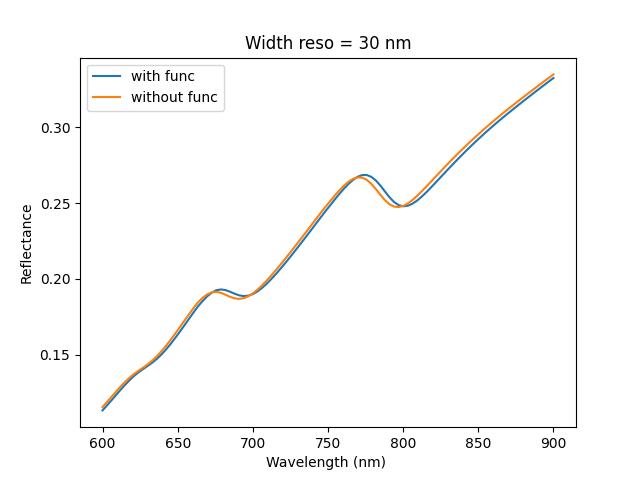 Width reso = 30 nm
with func
without func
Reflectance
0.30
0.25
0.20
0.15
600 650 700 750 800 850 900
Wavelength (nm)